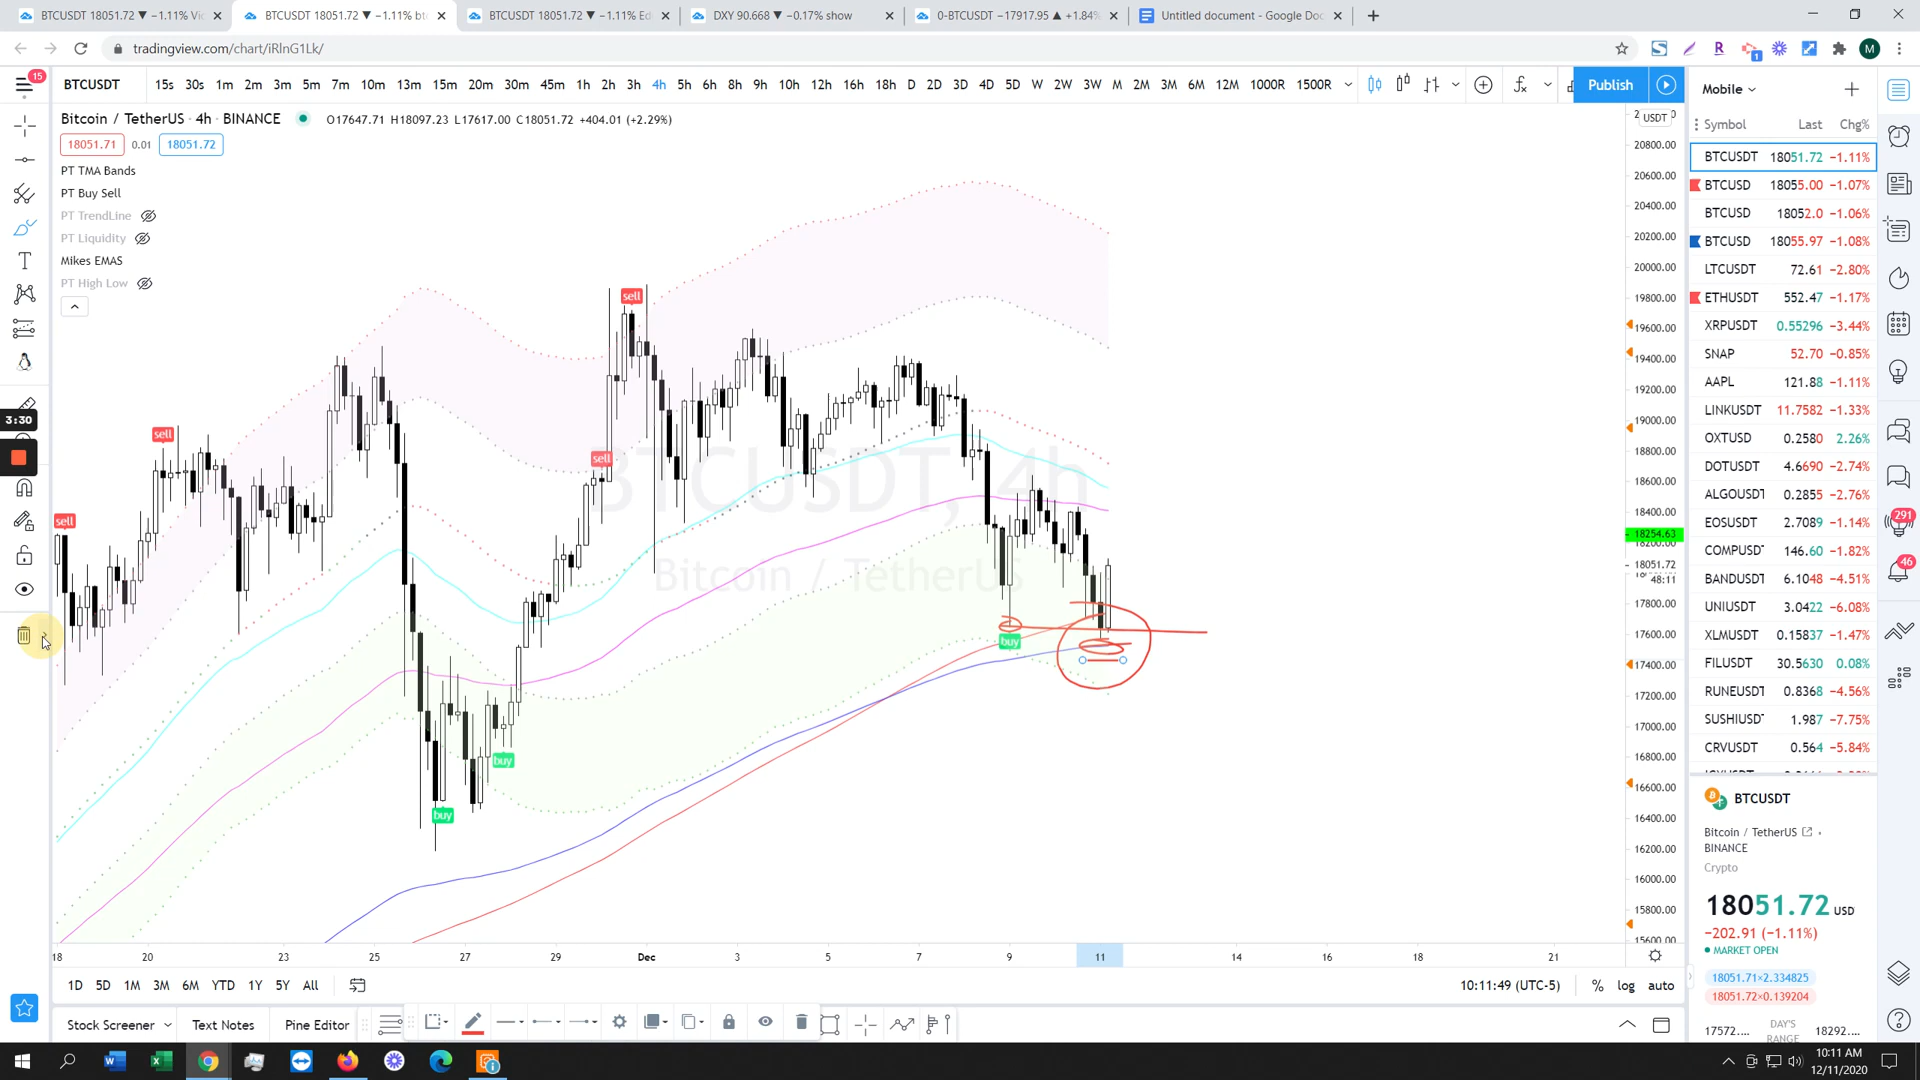 BTCUSDT 18051.72 ▼ −1.11% Vi
BTCUSDT 18051.72 ▼ −1.11% bt
BTCUSDT 18051.72 ▼ −1.11% Ed
DXY 90.668 ▼ −0.17% show
0-BTCUSDT −17917.95 ▲ +1.84%
Untitled document - Google Doc
tradingview.com/chart/iRlnG1Lk/
15
BTCUSDT 15s 30s 1m 2m 3m 5m 7m 10m 13m 15m 20m 30m 45m 1h 2h 3h 4h 5h 6h 8h 9h 10h 12h 16h 18h D 2D 3D 4D 5D W 2W 3W M 2M 3M 6M 12M 1000R 1500R
Publish
Bitcoin / TetherUS · 4h · BINANCE O17647.71 H18097.23 L17617.00 C18051.72 +404.01 (+2.29%)
18051.71 0.01 18051.72
PT TMA Bands
PT Buy Sell
PT TrendLine
PT Liquidity
Mikes EMAS
PT High Low
3:30
BTCUSDT, 4h
Bitcoin / TetherUS
sell
sell
sell
sell
buy
buy
buy
USDT
20800.00
20600.00
20400.00
20200.00
20000.00
19800.00
19600.00
19400.00
19200.00
19000.00
18800.00
18600.00
18400.00
18254.63
18200.00
18051.72
48:11
17800.00
17600.00
17400.00
17200.00
17000.00
16800.00
16600.00
16400.00
16200.00
16000.00
15800.00
15600.00
18 20 23 25 27 29 Dec 3 5 7 9 11 14 16 18 21
1D 5D 1M 3M 6M YTD 1Y 5Y All
10:11:49 (UTC-5) % log auto
Stock Screener Text Notes Pine Editor
Mobile
Symbol Last Chg%
BTCUSDT 18051.72 −1.11%
BTCUSD 18055.00 −1.07%
BTCUSD 18052.0 −1.06%
BTCUSD 18055.97 −1.08%
LTCUSDT 72.61 −2.80%
ETHUSDT 552.47 −1.17%
XRPUSDT 0.55296 −3.44%
SNAP 52.70 −0.85%
AAPL 121.88 −1.11%
LINKUSDT 11.7582 −1.33%
OXTUSD 0.2580 2.26%
DOTUSDT 4.6690 −2.74%
ALGOUSDT 0.2855 −2.76%
EOSUSDT 2.7089 −1.14%
COMPUSDT 146.60 −1.82%
BANDUSDT 6.1048 −4.51%
UNIUSDT 3.0422 −6.08%
XLMUSDT 0.15837 −1.47%
FILUSDT 30.5630 0.08%
RUNEUSDT 0.8368 −4.56%
SUSHIUSDT 1.987 −7.75%
CRVUSDT 0.564 −5.84%
BTCUSDT
Bitcoin / TetherUS
BINANCE
Crypto
18051.72 USD
−202.91 (−1.11%)
MARKET OPEN
18051.71×2.334825
18051.72×0.139204
17572.... DAY'S RANGE 18292....
291
46
1
M
10:11 AM
12/11/2020